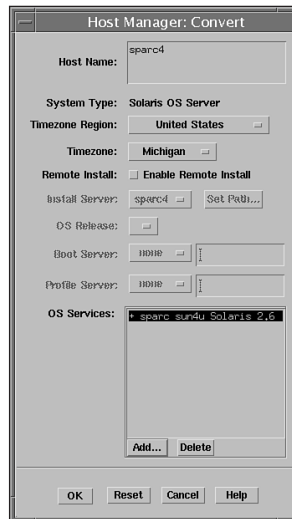 Host Manager: Convert
Host Name: sparc4
System Type: Solaris OS Server
Timezone Region: United States
Timezone: Michigan
Remote Install: Enable Remote Install
Install Server: sparc4 Set Path...
OS Release:
Boot Server: none
Profile Server: none
OS Services: + sparc sun4u Solaris 2.6
Add... Delete
OK Reset Cancel Help